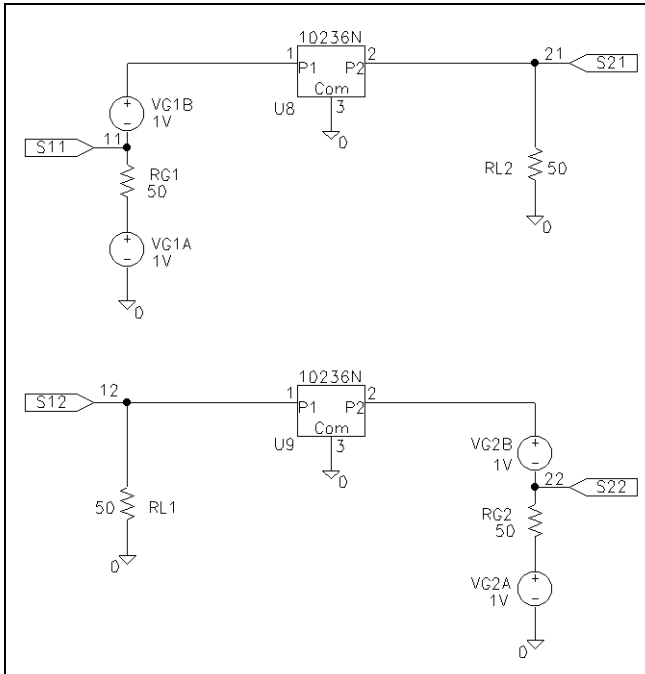 10236N
1 P1 P2 2
Com
3
U8
0
VG1B
1V
S11 11
RG1
50
VG1A
1V
0
21 S21
RL2 50
0
10236N
S12 12
1 P1 P2 2
Com
3
U9
0
50 RL1
0
VG2B
1V
22 S22
RG2
50
VG2A
1V
0